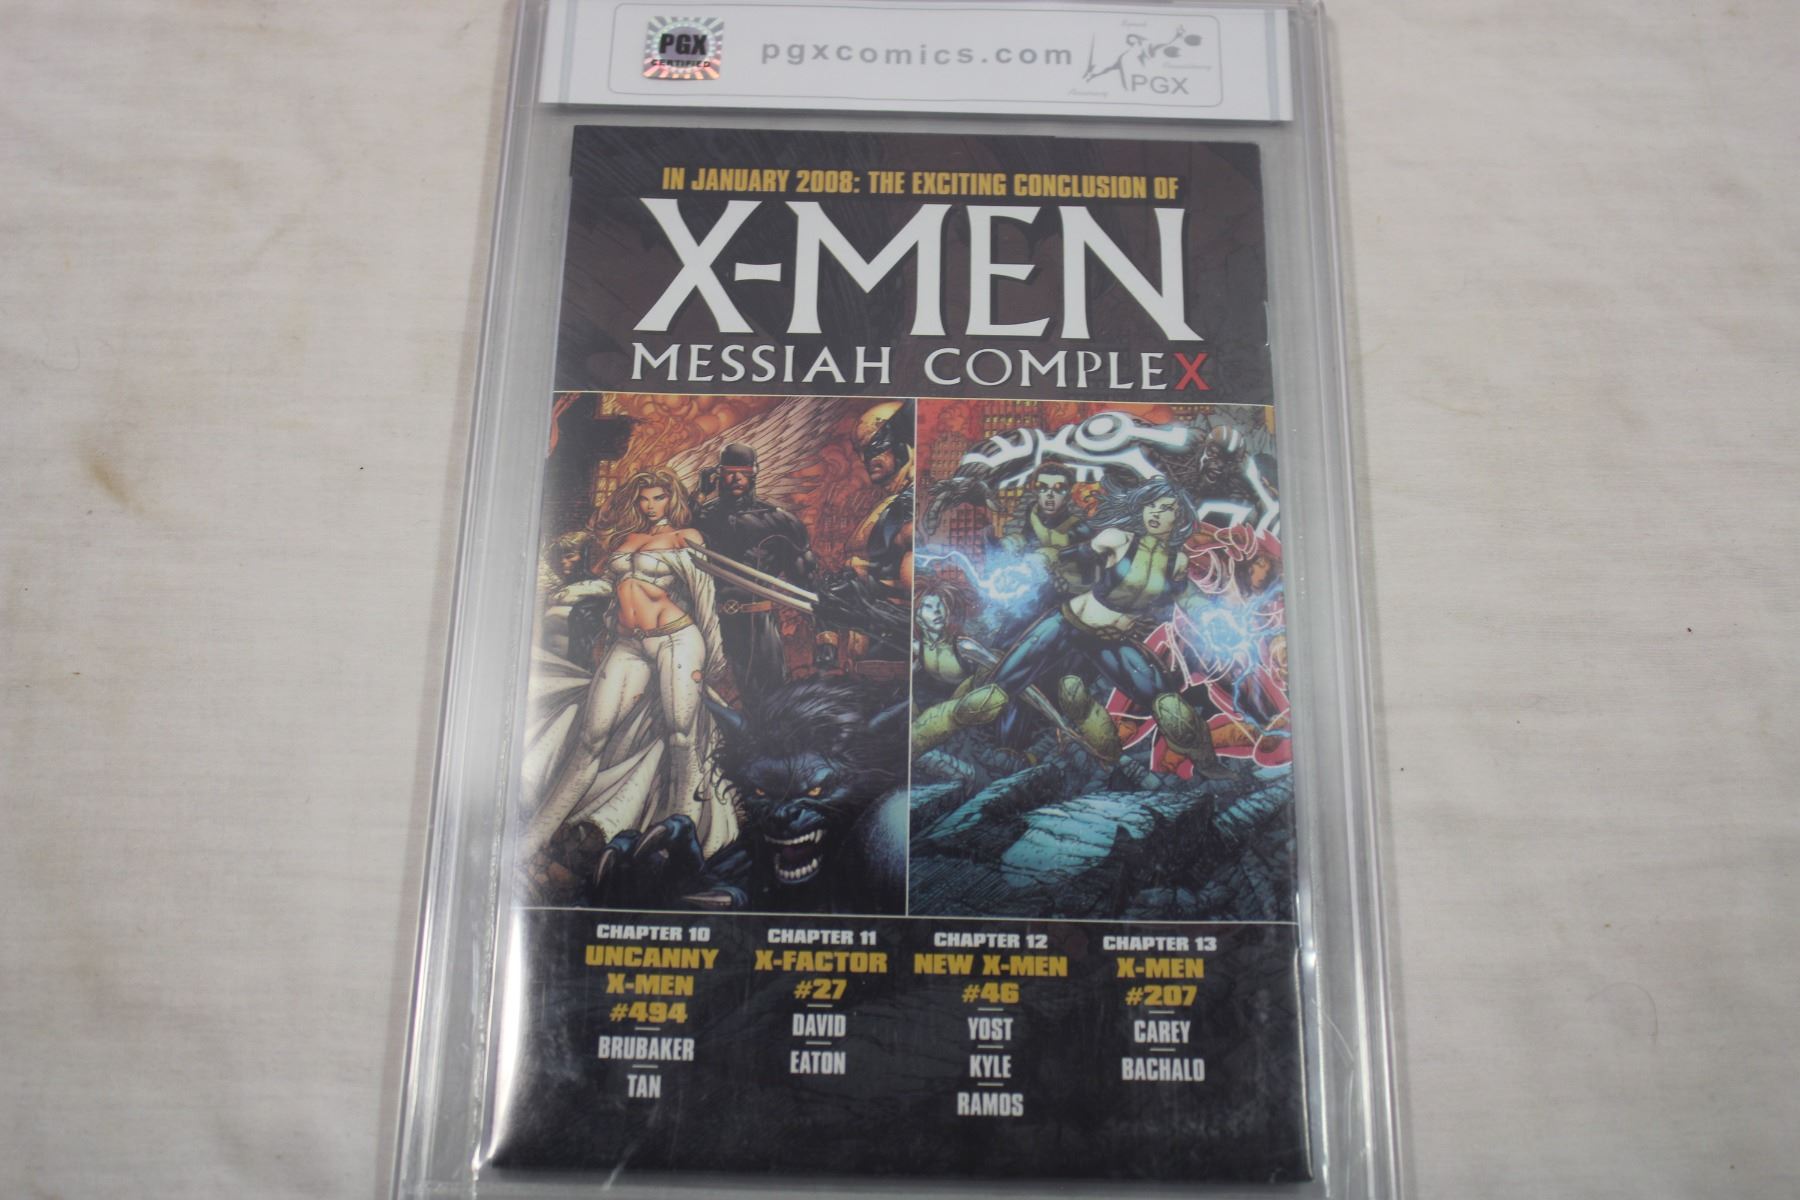 PGX
CERTIFIED
pgxcomics.com
PGX
IN JANUARY 2008: THE EXCITING CONCLUSION OF
X-MEN
MESSIAH COMPLEX
CHAPTER 10
UNCANNY
X-MEN
#494
BRUBAKER
TAN
CHAPTER 11
X-FACTOR
#27
DAVID
EATON
CHAPTER 12
NEW X-MEN
#46
YOST
KYLE
RAMOS
CHAPTER 13
X-MEN
#207
CAREY
BACHALO